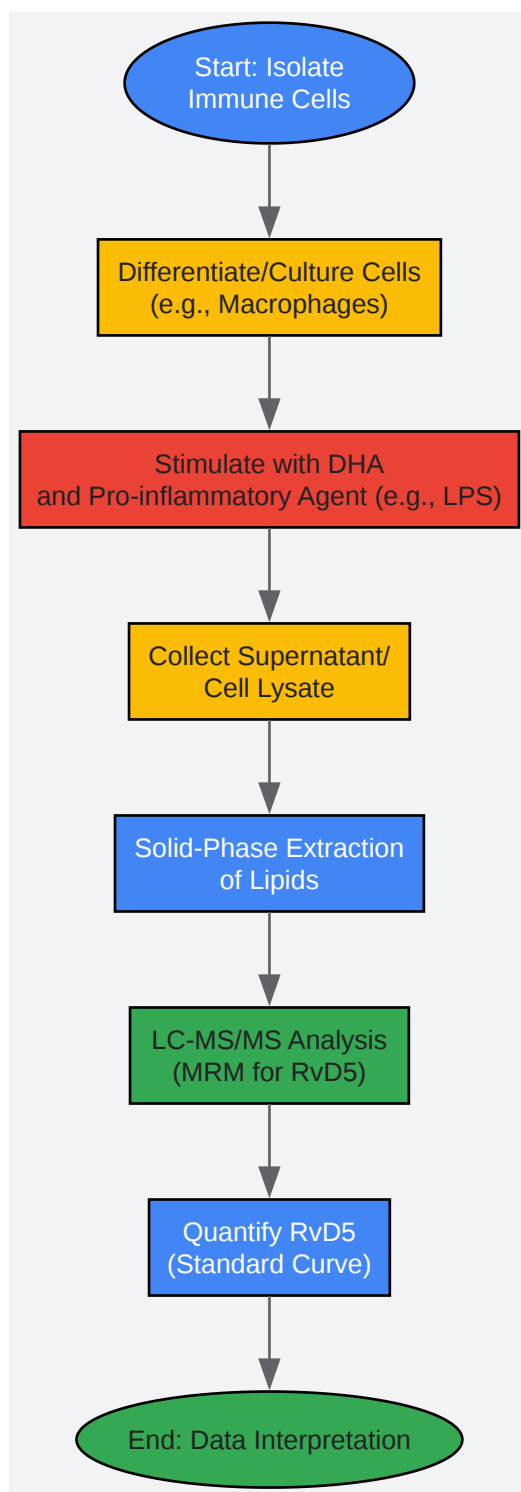 Start: Isolate
Immune Cells
Differentiate/Culture Cells
(e.g., Macrophages)
Stimulate with DHA
and Pro-inflammatory Agent (e.g., LPS)
Collect Supernatant/
Cell Lysate
Solid-Phase Extraction
of Lipids
LC-MS/MS Analysis
(MRM for RvD5)
Quantify RvD5
(Standard Curve)
End: Data Interpretation